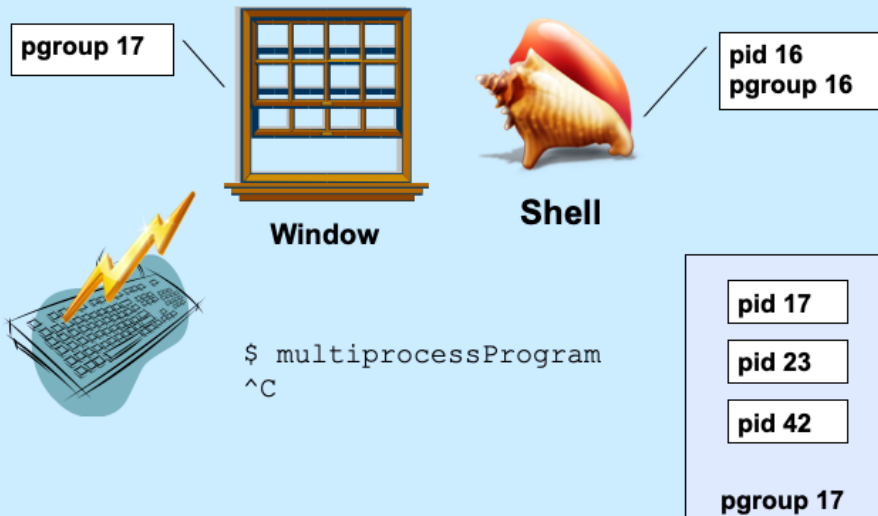 pgroup 17
pid 16
pgroup 16
Window
Shell
$ multiprocessProgram
^C
pid 17
pid 23
pid 42
pgroup 17